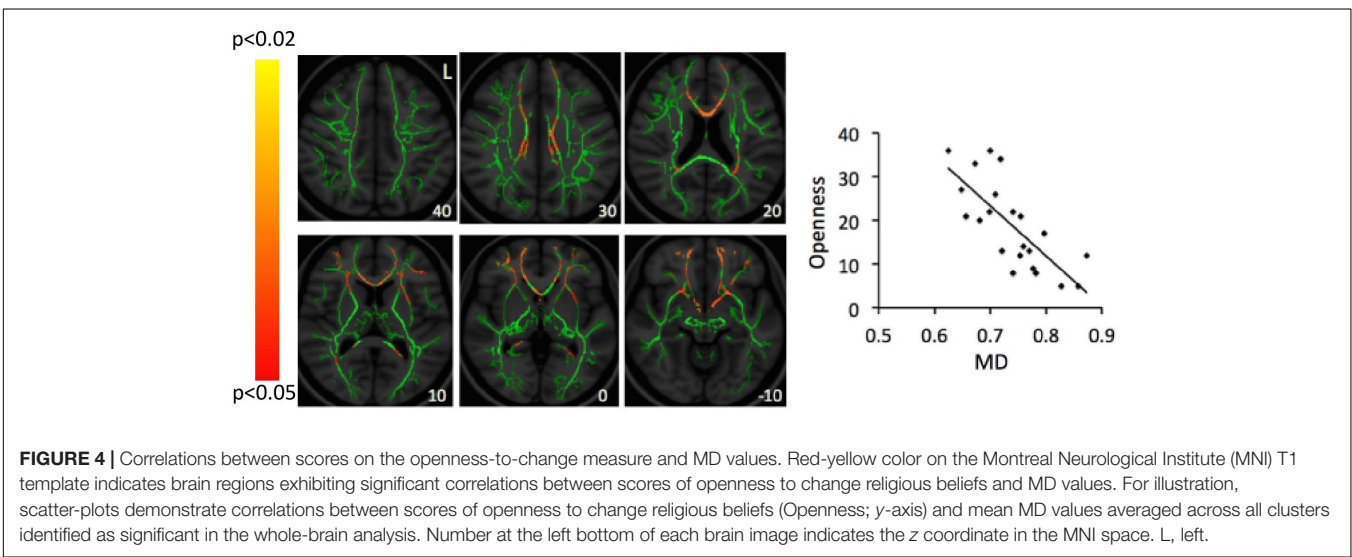 p<0.02
L
40
30
20
p<0.05
10
0
-10
Openness
40
30
20
10
0
0.5 0.6 0.7 0.8 0.9
MD
FIGURE 4 | Correlations between scores on the openness-to-change measure and MD values. Red-yellow color on the Montreal Neurological Institute (MNI) T1
template indicates brain regions exhibiting significant correlations between scores of openness to change religious beliefs and MD values. For illustration,
scatter-plots demonstrate correlations between scores of openness to change religious beliefs (Openness; y-axis) and mean MD values averaged across all clusters
identified as significant in the whole-brain analysis. Number at the left bottom of each brain image indicates the z coordinate in the MNI space. L, left.